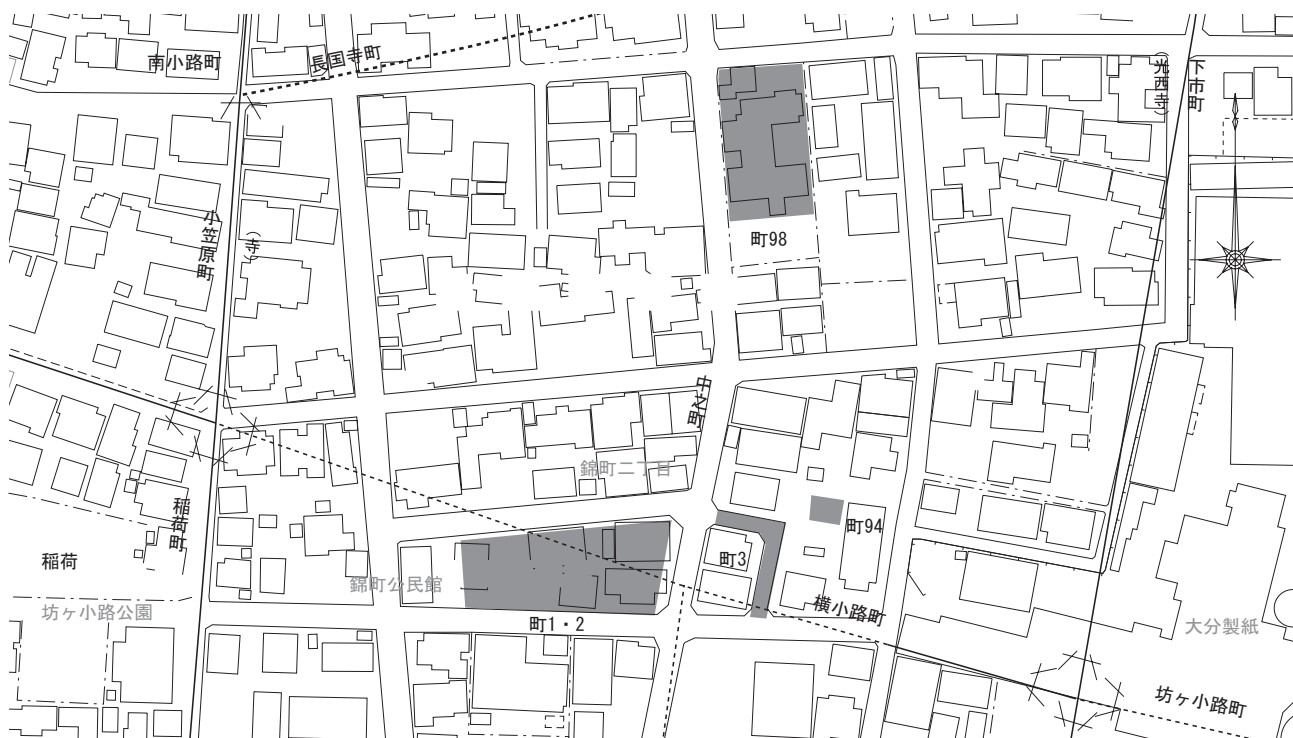 南小路町
長国寺町
(光西寺)
下市町
小笠原町
(寺)
町98
中之町
錦町二丁目
稲荷町
町94
稲荷
町3
錦町公民館
坊ヶ小路公園
横小路町
町1・2
大分製紙
坊ヶ小路町